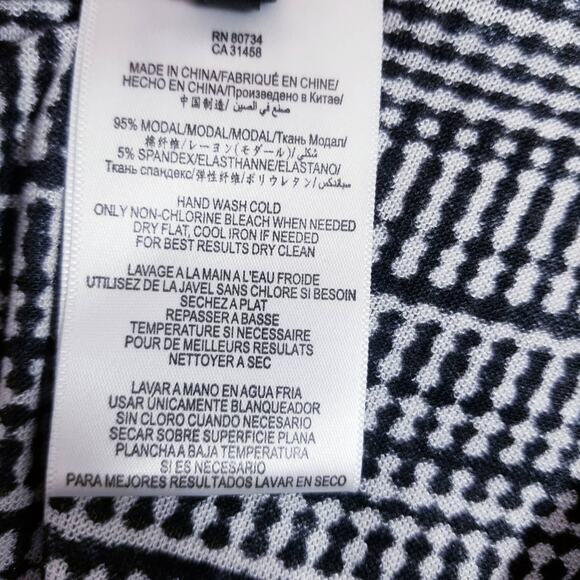 RN 80734
CA 31458
MADE IN CHINA/FABRIQUÉ EN CHINE/
HECHO EN CHINA/Произведено в Китае/
中国制造/صنع في الصين
95% MODAL/MODAL/MODAL/Ткань Модал/
棉纤维/レーヨン(モダール)/شكلي/
5% SPANDEX/ELASTHANNE/ELASTANO/
Ткань спандекс/弹性纤维/ポリウレタン/سباندكس
HAND WASH COLD
ONLY NON-CHLORINE BLEACH WHEN NEEDED
DRY FLAT, COOL IRON IF NEEDED
FOR BEST RESULTS DRY CLEAN
LAVAGE A LA MAIN A L'EAU FROIDE
UTILISEZ DE LA JAVEL SANS CHLORE SI BESOIN
SECHEZ A PLAT
REPASSER A BASSE
TEMPERATURE SI NECESSAIRE
POUR DE MEILLEURS RESULATS
NETTOYER A SEC
LAVAR A MANO EN AGUA FRIA
USAR ÚNICAMENTE BLANQUEADOR
SIN CLORO CUANDO NECESARIO
SECAR SOBRE SUPERFICIE PLANA
PLANCHA A BAJA TEMPERATURA
SI ES NECESARIO
PARA MEJORES RESULTADOS LAVAR EN SECO